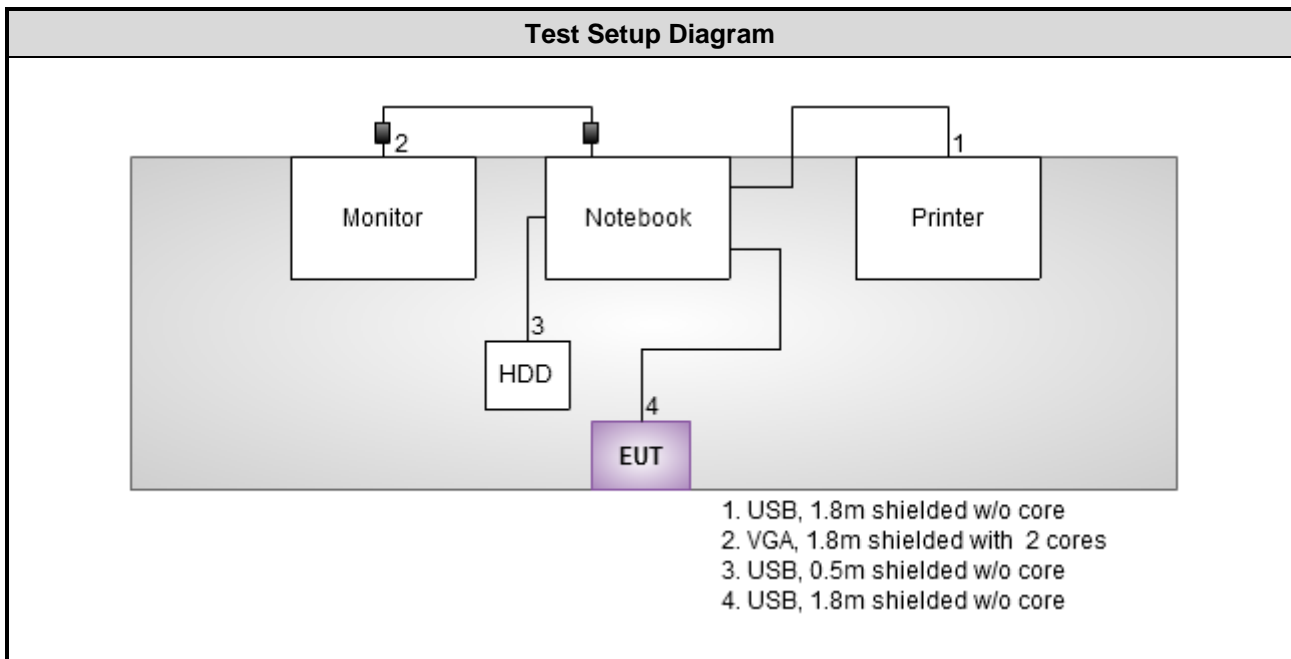 Test Setup Diagram
2
1
Monitor
Notebook
Printer
3
HDD
4
EUT
1. USB, 1.8m shielded w/o core
2. VGA, 1.8m shielded with  2 cores
3. USB, 0.5m shielded w/o core
4. USB, 1.8m shielded w/o core